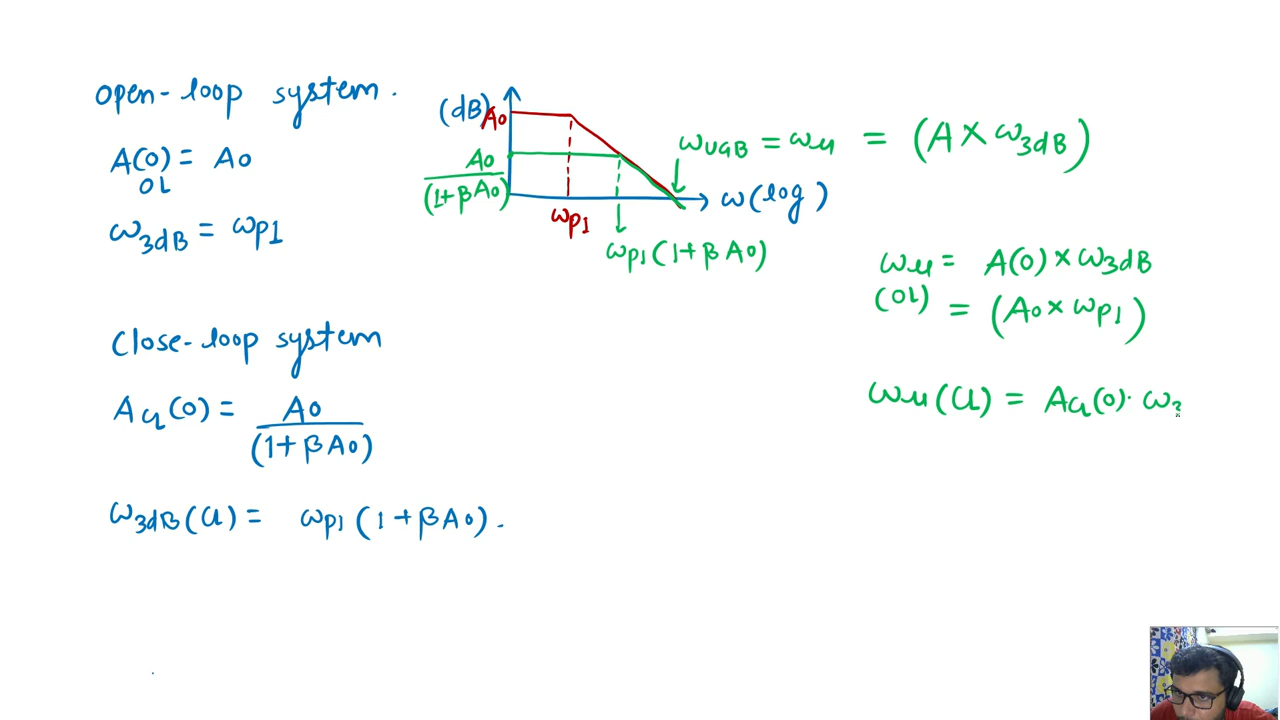 open-loop system.
A(0) = A0
OL
ω3dB = ωp1
(dB)
A0
A0
(1+βA0)
ωp1
ωp1(1+βA0)
ω(log)
ωUGB = ωu = (A × ω3dB)
ωu = A(0) × ω3dB
(OL) = (A0 × ωp1)
ωu(CL) = ACL(0) · ω3
Close-loop system
ACL(0) = A0
(1+βA0)
ω3dB(CL) = ωp1(1+βA0).